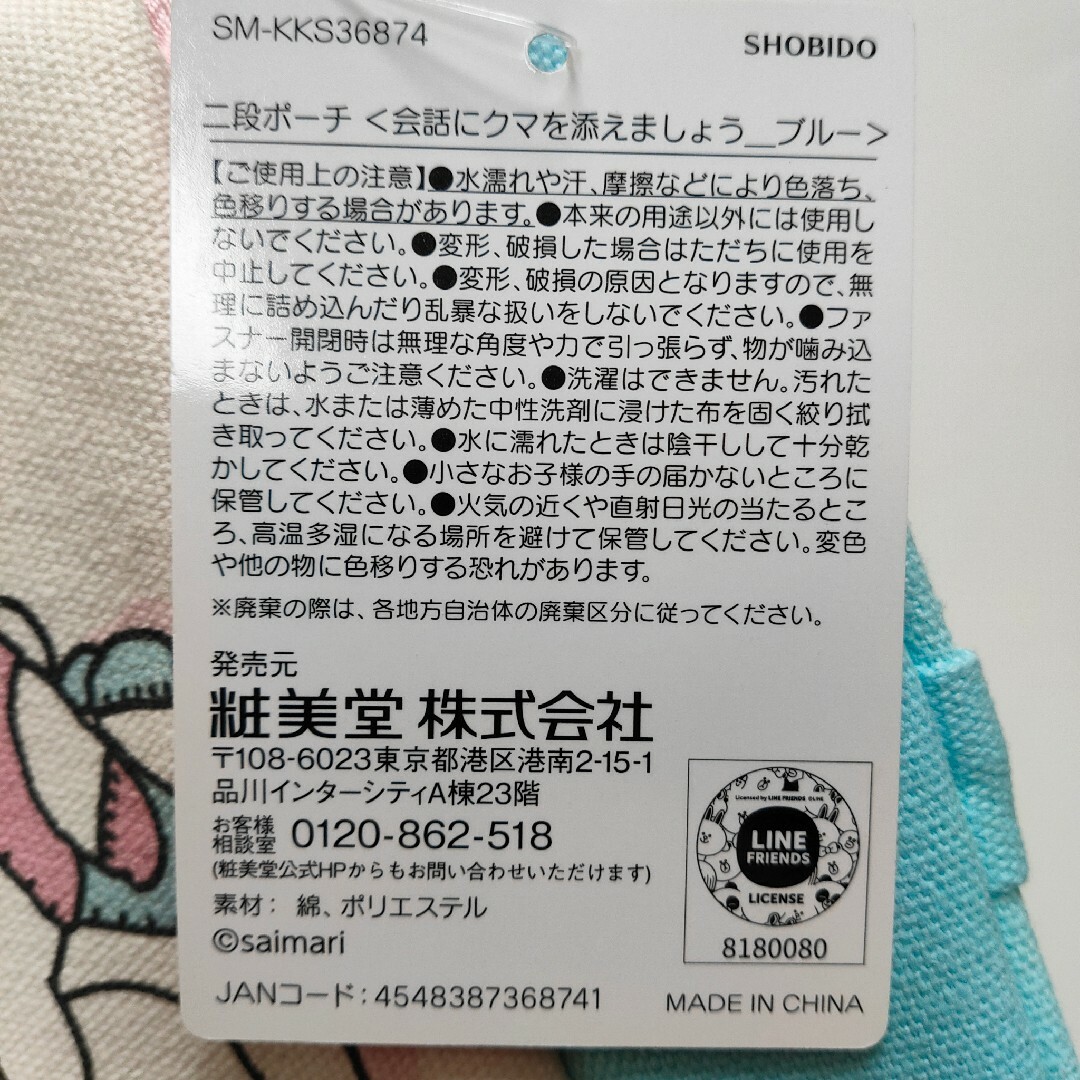 SM-KKS36874
SHOBIDO
二段ポーチ <会話にクマを添えましょう__ブルー>
【ご使用上の注意】●水濡れや汗、摩擦などにより色落ち、
色移りする場合があります。●本来の用途以外には使用し
ないでください。●変形、破損した場合はただちに使用を
中止してください。●変形、破損の原因となりますので、無
理に詰め込んだり乱暴な扱いをしないでください。●ファ
スナー開閉時は無理な角度や力で引っ張らず、物が噛み込
まないようご注意ください。●洗濯はできません。汚れた
ときは、水または薄めた中性洗剤に浸けた布を固く絞り拭
き取ってください。●水に濡れたときは陰干しして十分乾
かしてください。●小さなお子様の手の届かないところに
保管してください。●火気の近くや直射日光の当たるとこ
ろ、高温多湿になる場所を避けて保管してください。変色
や他の物に色移りする恐れがあります。
※廃棄の際は、各地方自治体の廃棄区分に従ってください。
発売元
粧美堂 株式会社
〒108-6023東京都港区港南2-15-1
品川インターシティA棟23階
お客様相談室 0120-862-518
(粧美堂公式HPからもお問い合わせいただけます)
素材: 綿、ポリエステル
©saimari
JANコード:4548387368741
Licensed by LINE FRIENDS ©LINE
LINE
FRIENDS
LICENSE
8180080
MADE IN CHINA